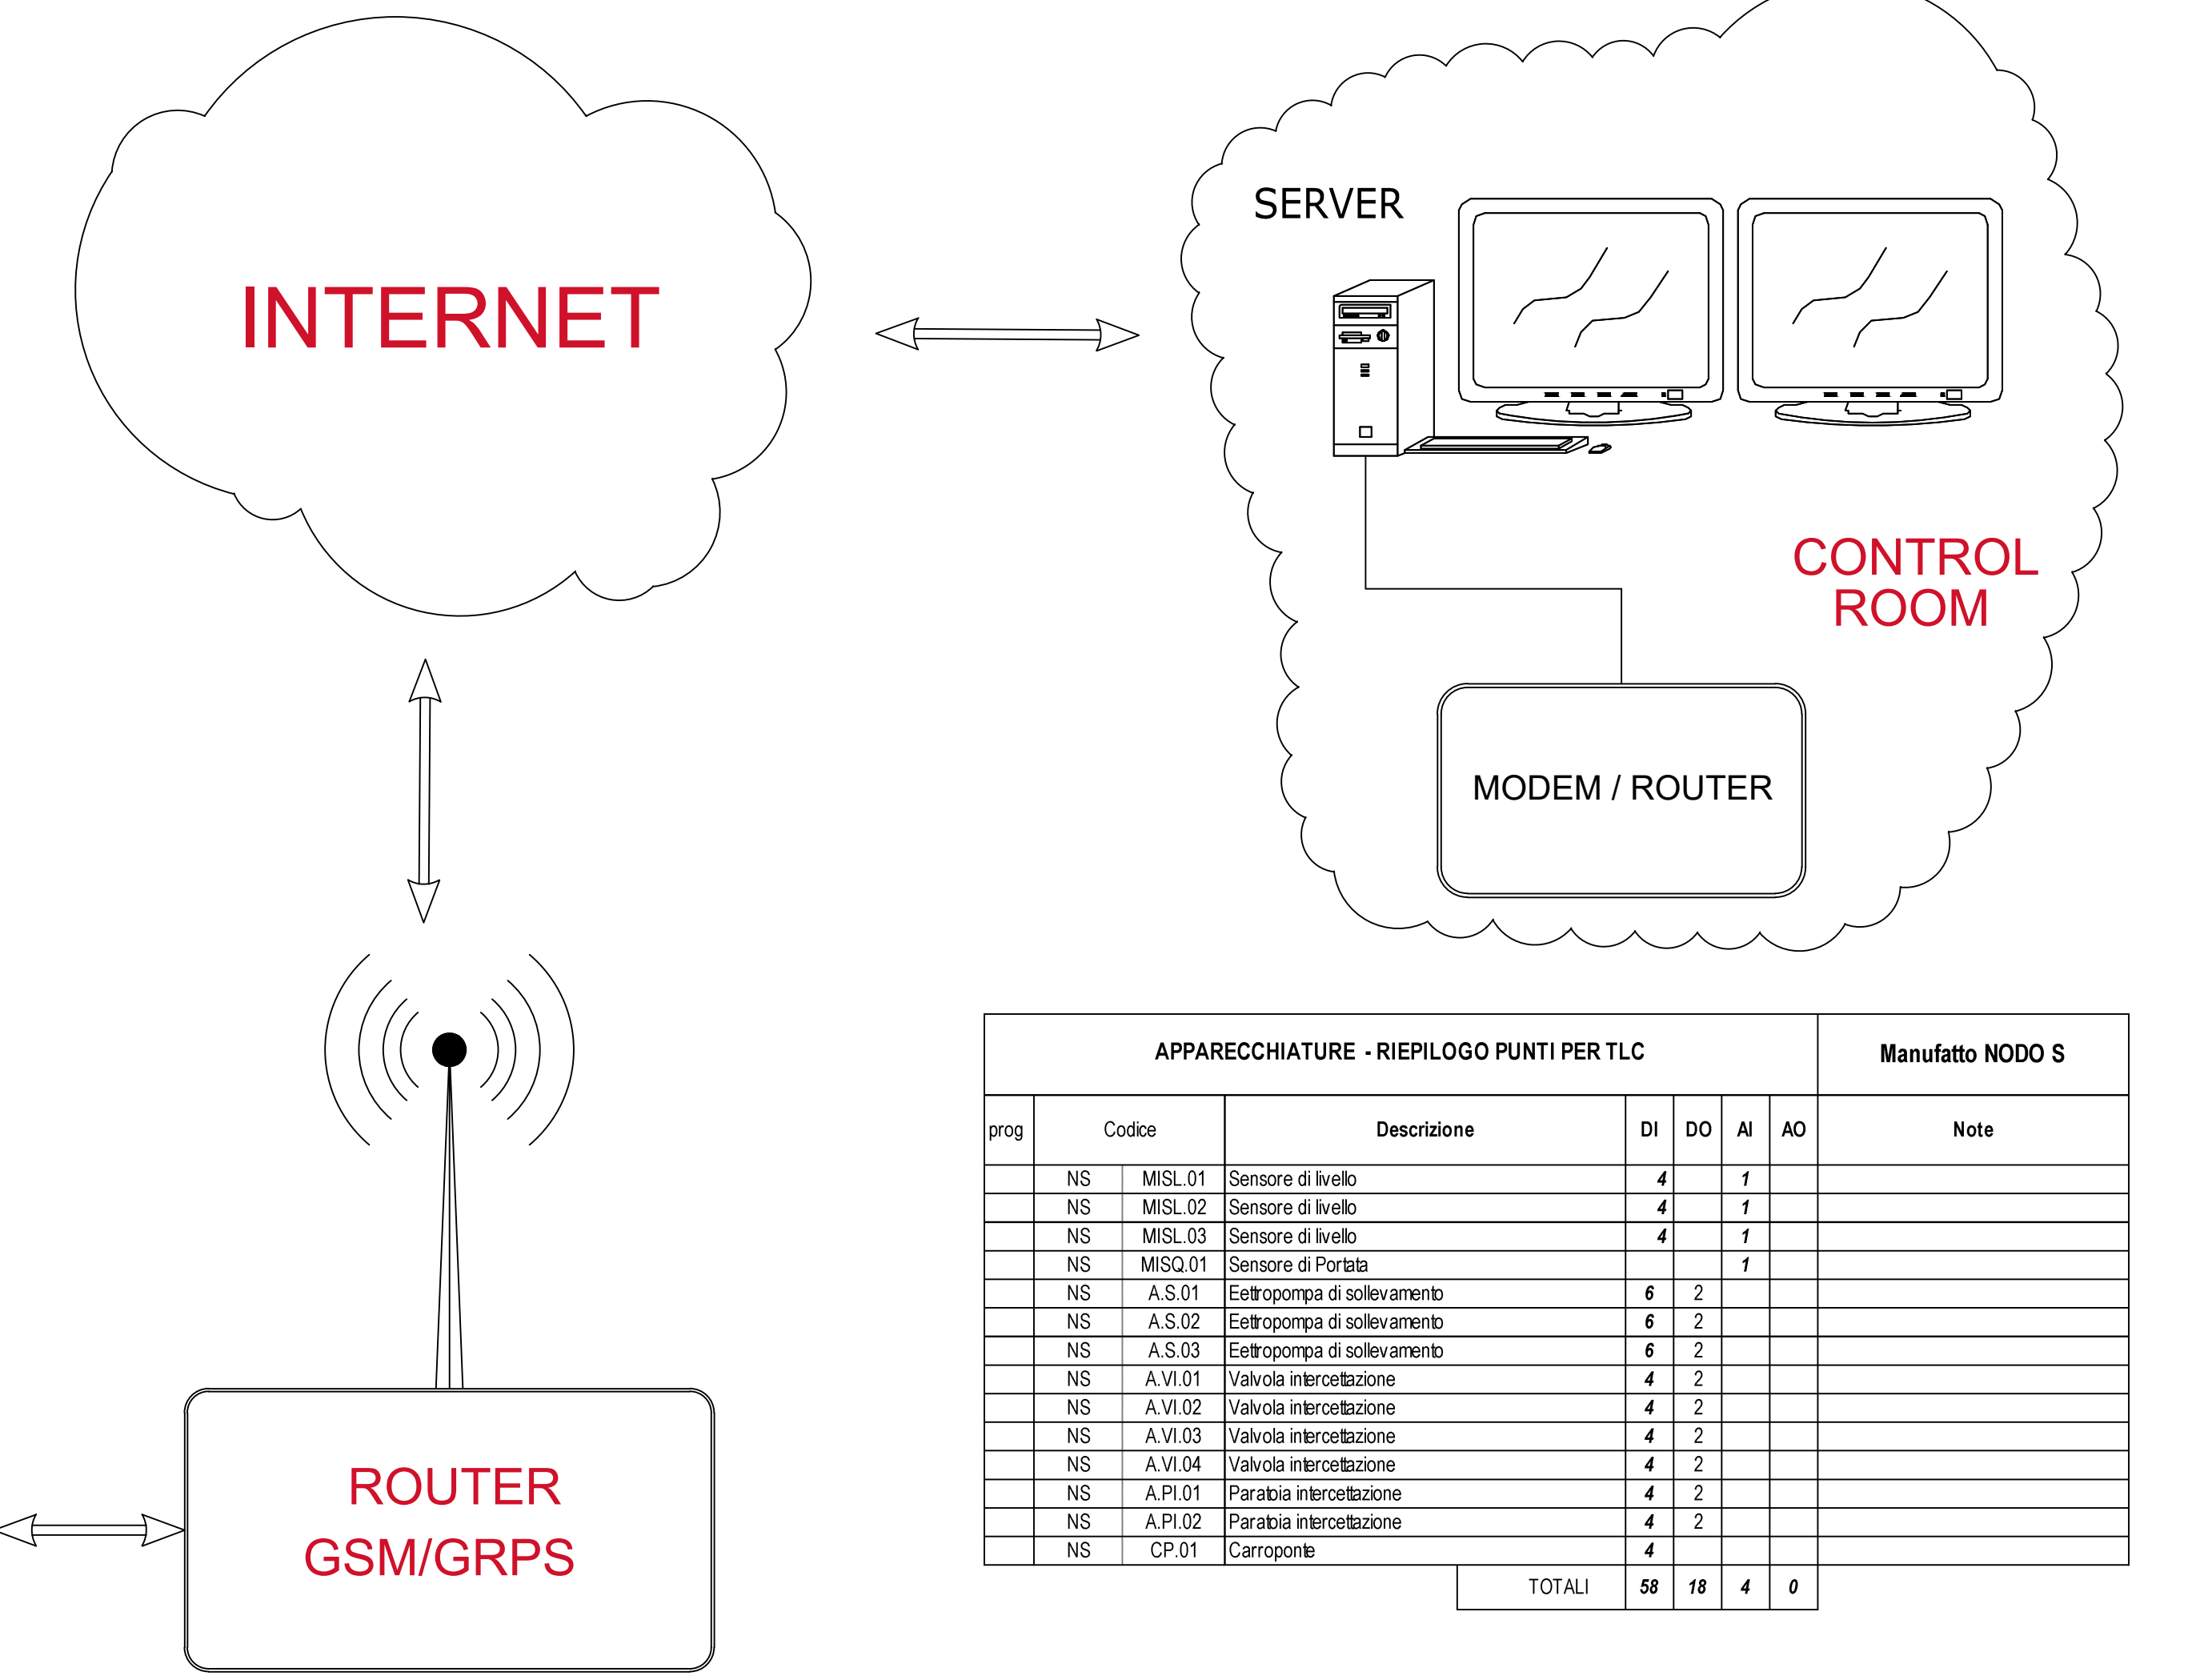 INTERNET
SERVER
CONTROL
ROOM
MODEM / ROUTER
ROUTER
GSM/GRPS
APPARECCHIATURE - RIEPILOGO PUNTI PER TLC Manufatto NODO S
prog Codice Descrizione DI DO AI AO Note
NS MISL.01 Sensore di livello 4 1
NS MISL.02 Sensore di livello 4 1
NS MISL.03 Sensore di livello 4 1
NS MISQ.01 Sensore di Portata 1
NS A.S.01 Eettropompa di sollevamento 6 2
NS A.S.02 Eettropompa di sollevamento 6 2
NS A.S.03 Eettropompa di sollevamento 6 2
NS A.VI.01 Valvola intercettazione 4 2
NS A.VI.02 Valvola intercettazione 4 2
NS A.VI.03 Valvola intercettazione 4 2
NS A.VI.04 Valvola intercettazione 4 2
NS A.PI.01 Paratoia intercettazione 4 2
NS A.PI.02 Paratoia intercettazione 4 2
NS CP.01 Carroponte 4
TOTALI 58 18 4 0